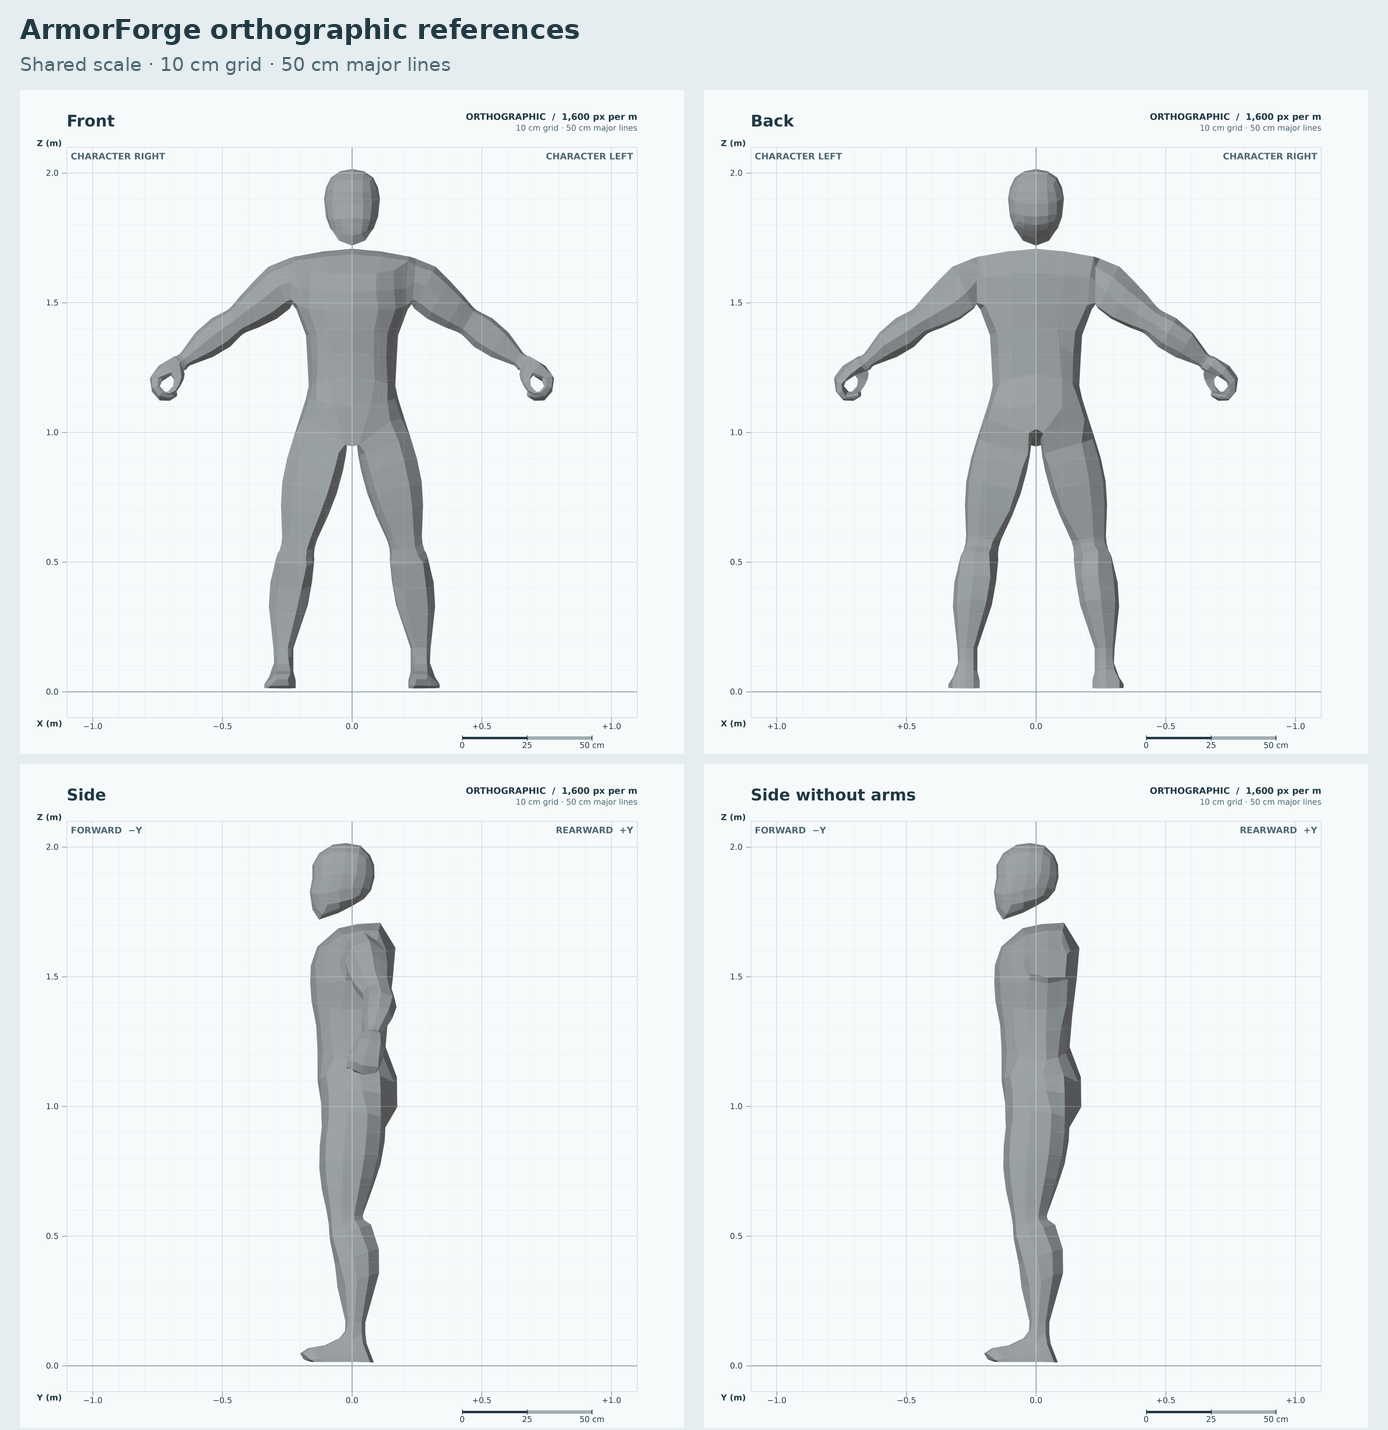 ArmorForge orthographic references
Shared scale · 10 cm grid · 50 cm major lines
Front
ORTHOGRAPHIC / 1,600 px per m
10 cm grid · 50 cm major lines
Z (m)
CHARACTER RIGHT
CHARACTER LEFT
2.0
1.5
1.0
0.5
0.0
X (m)
−1.0
−0.5
0.0
+0.5
+1.0
0
25
50 cm
Back
ORTHOGRAPHIC / 1,600 px per m
10 cm grid · 50 cm major lines
Z (m)
CHARACTER LEFT
CHARACTER RIGHT
2.0
1.5
1.0
0.5
0.0
X (m)
+1.0
+0.5
0.0
−0.5
−1.0
0
25
50 cm
Side
ORTHOGRAPHIC / 1,600 px per m
10 cm grid · 50 cm major lines
Z (m)
FORWARD −Y
REARWARD +Y
2.0
1.5
1.0
0.5
0.0
Y (m)
−1.0
−0.5
0.0
+0.5
+1.0
0
25
50 cm
Side without arms
ORTHOGRAPHIC / 1,600 px per m
10 cm grid · 50 cm major lines
Z (m)
FORWARD −Y
REARWARD +Y
2.0
1.5
1.0
0.5
0.0
Y (m)
−1.0
−0.5
0.0
+0.5
+1.0
0
25
50 cm